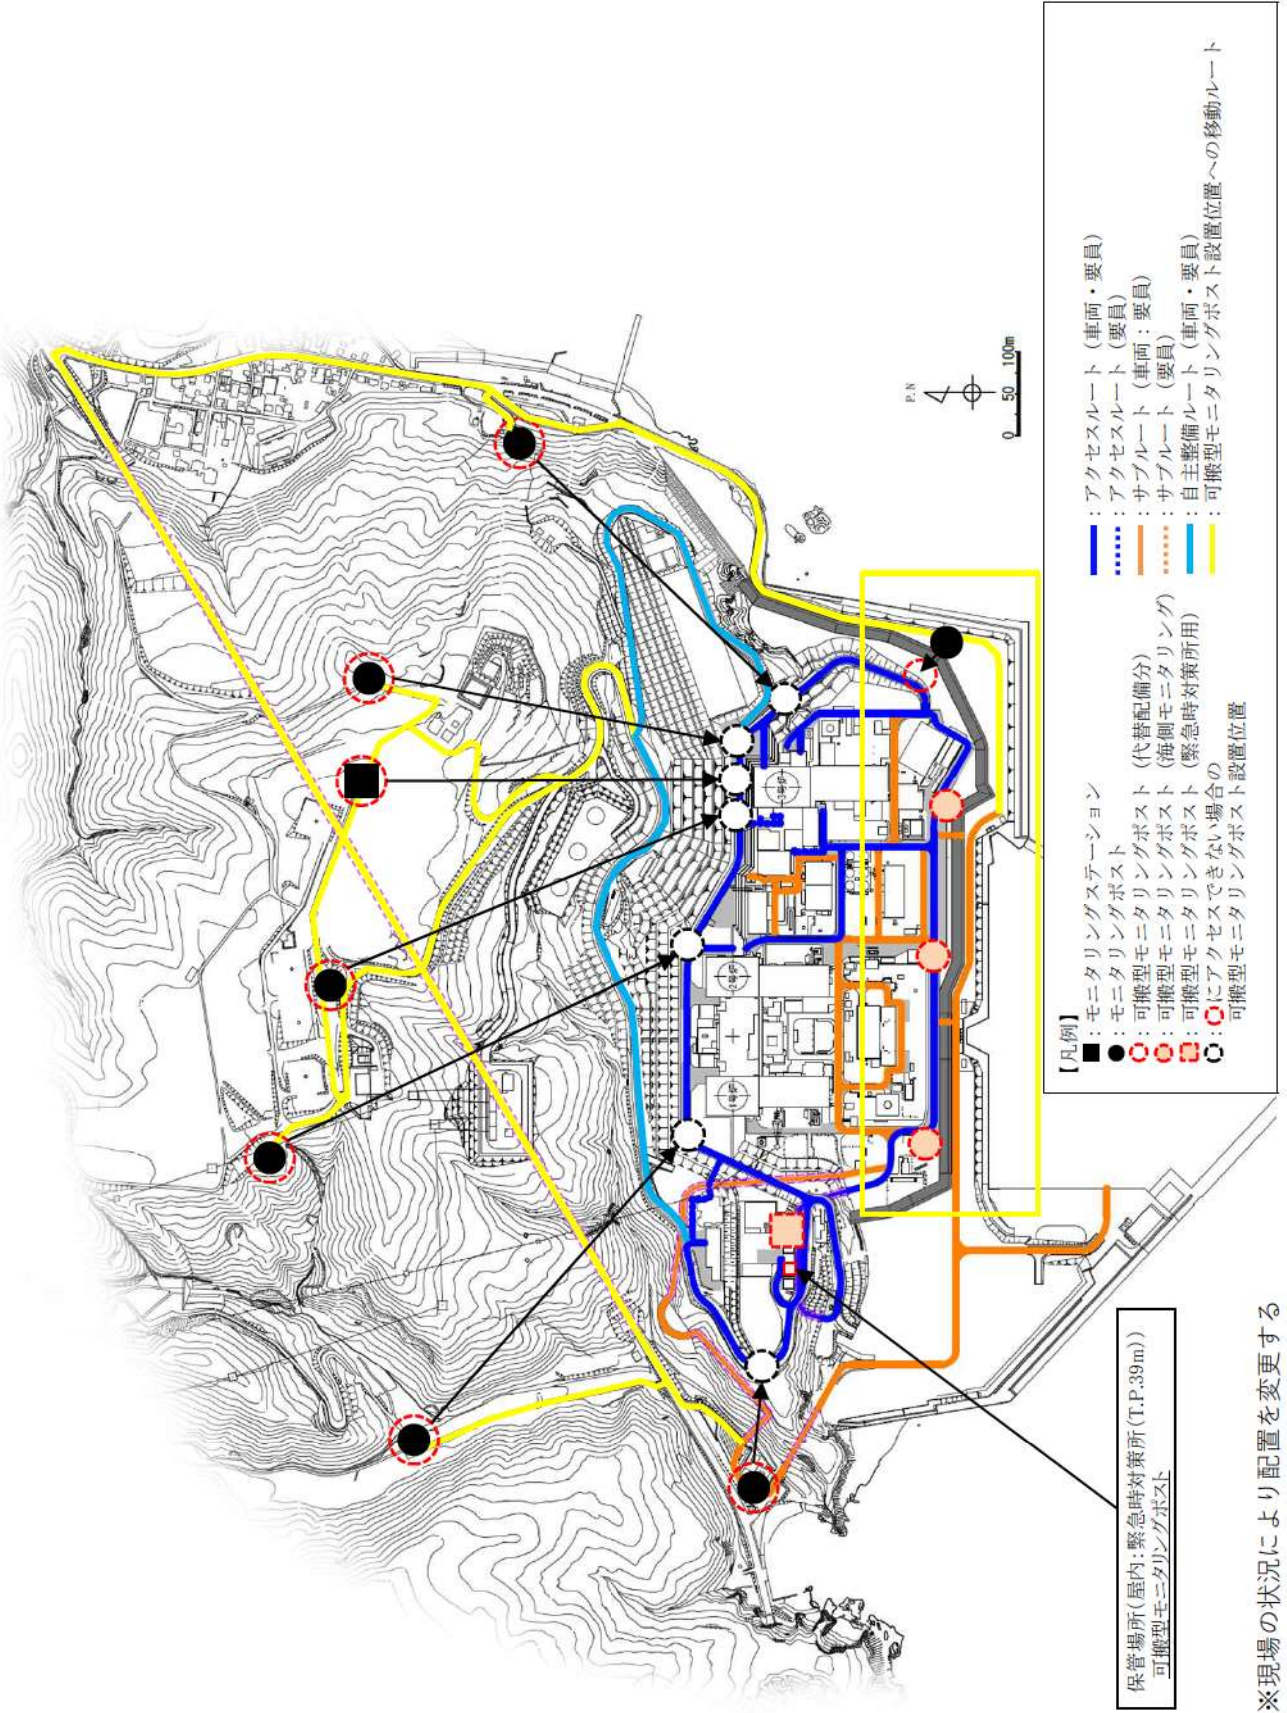 P.N
0 50 100m
3号炉
2号炉
1号炉
【凡例】
：モニタリングステーション
：モニタリングポスト
：可搬型モニタリングポスト（代替配備分）
：可搬型モニタリングポスト（海側モニタリング）
：可搬型モニタリングポスト（緊急時対策所用）
：にアクセスできない場合の
可搬型モニタリングポスト設置位置
：アクセスルート（車両・要員）
：アクセスルート（要員）
：サブルート（車両：要員）
：サブルート（要員）
：自主整備ルート（車両・要員）
：可搬型モニタリングポスト設置位置への移動ルート
保管場所（屋内：緊急時対策所（T.P.39m））
可搬型モニタリングポスト
※現場の状況により配置を変更する